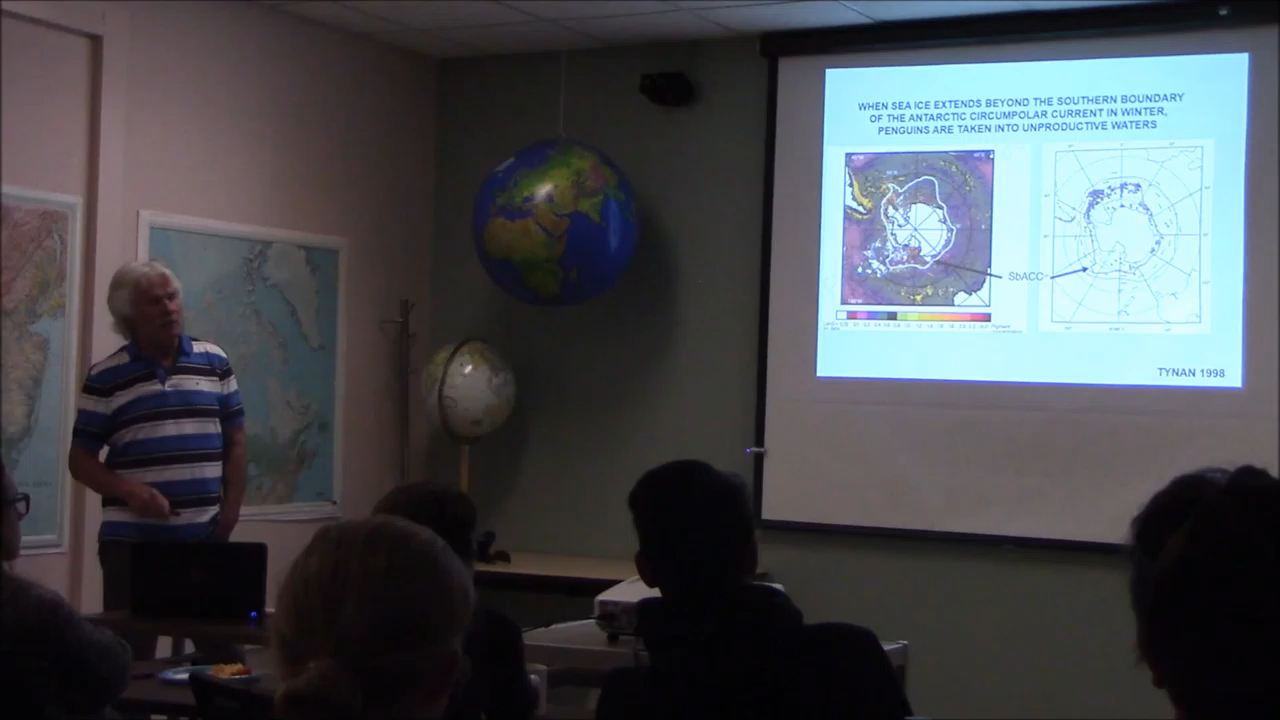 WHEN SEA ICE EXTENDS BEYOND THE SOUTHERN BOUNDARY
OF THE ANTARCTIC CIRCUMPOLAR CURRENT IN WINTER,
PENGUINS ARE TAKEN INTO UNPRODUCTIVE WATERS
SbACC
TYNAN 1998